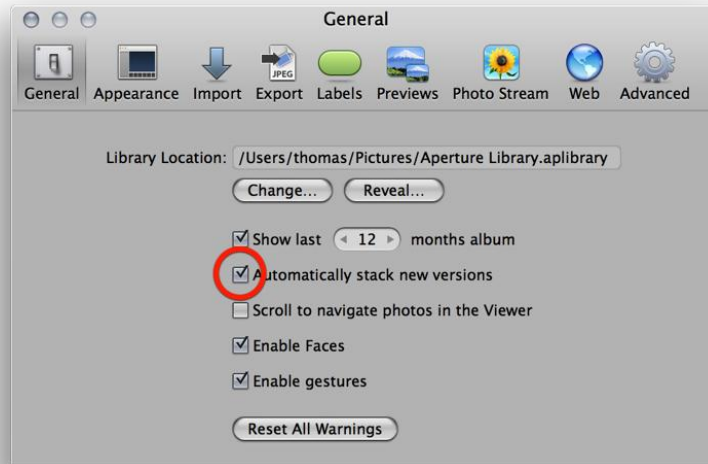 General
JPEG
General Appearance Import Export Labels Previews Photo Stream Web Advanced
Library Location: /Users/thomas/Pictures/Aperture Library.aplibrary
Change... Reveal...
Show last 12 months album
Automatically stack new versions
Scroll to navigate photos in the Viewer
Enable Faces
Enable gestures
Reset All Warnings